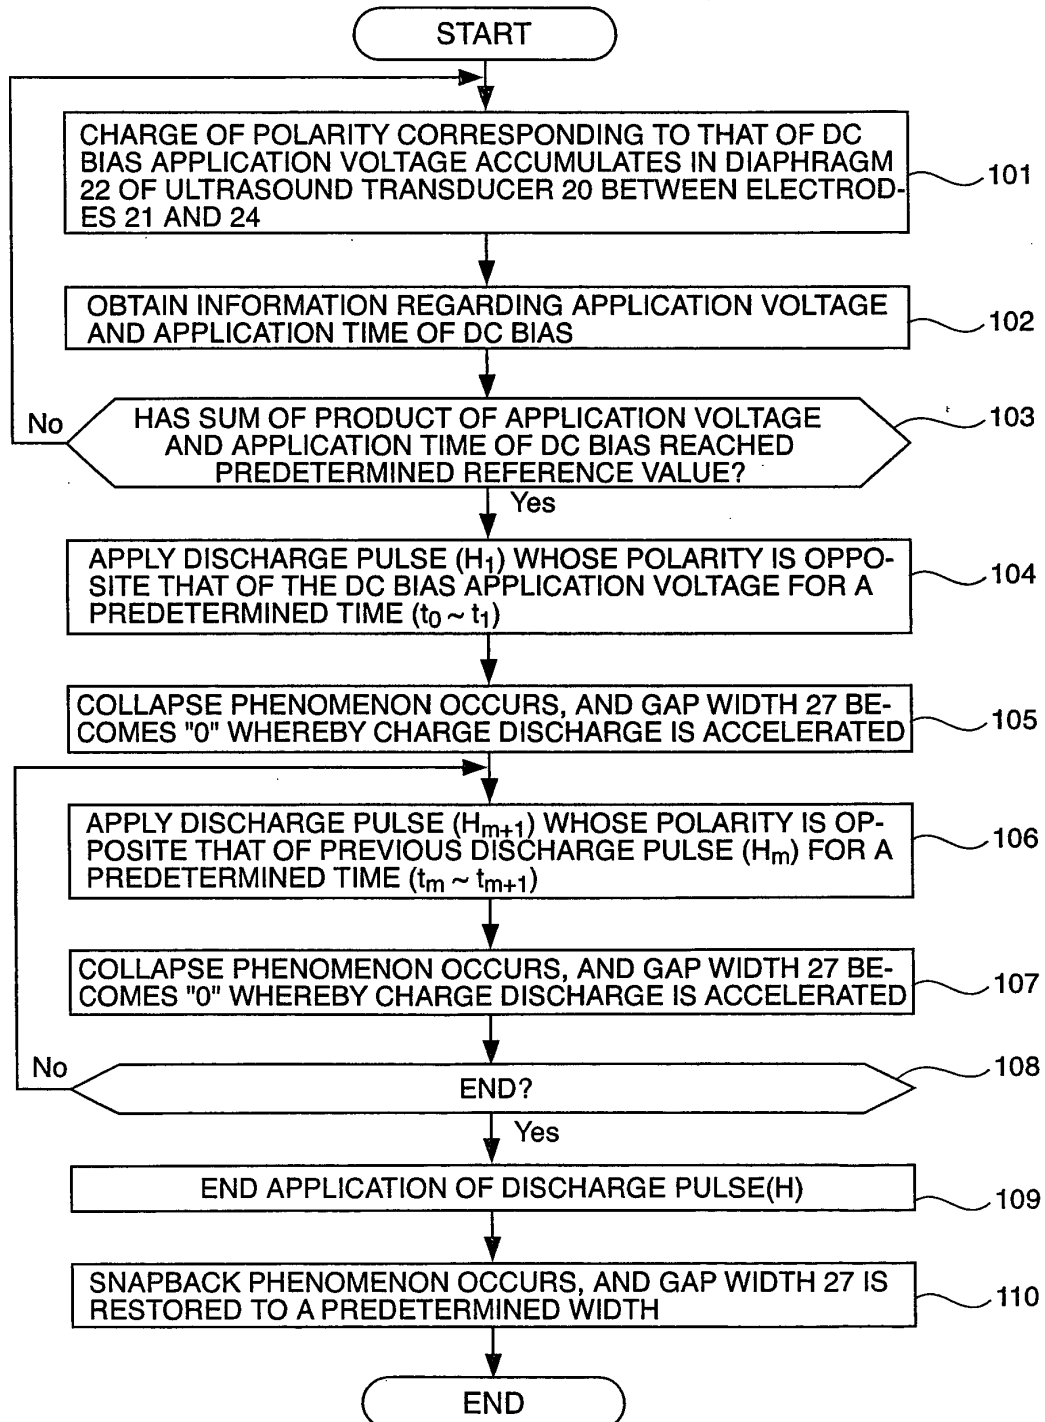 START
CHARGE OF POLARITY CORRESPONDING TO THAT OF DC
BIAS APPLICATION VOLTAGE ACCUMULATES IN DIAPHRAGM
22 OF ULTRASOUND TRANSDUCER 20 BETWEEN ELECTROD-
ES 21 AND 24
101
OBTAIN INFORMATION REGARDING APPLICATION VOLTAGE
AND APPLICATION TIME OF DC BIAS
102
No
HAS SUM OF PRODUCT OF APPLICATION VOLTAGE
AND APPLICATION TIME OF DC BIAS REACHED
PREDETERMINED REFERENCE VALUE?
103
Yes
APPLY DISCHARGE PULSE (H1) WHOSE POLARITY IS OPPO-
SITE THAT OF THE DC BIAS APPLICATION VOLTAGE FOR A
PREDETERMINED TIME (t0 ~ t1)
104
COLLAPSE PHENOMENON OCCURS, AND GAP WIDTH 27 BE-
COMES "0" WHEREBY CHARGE DISCHARGE IS ACCELERATED
105
APPLY DISCHARGE PULSE (Hm+1) WHOSE POLARITY IS OP-
POSITE THAT OF PREVIOUS DISCHARGE PULSE (Hm) FOR A
PREDETERMINED TIME (tm ~ tm+1)
106
COLLAPSE PHENOMENON OCCURS, AND GAP WIDTH 27 BE-
COMES "0" WHEREBY CHARGE DISCHARGE IS ACCELERATED
107
No
END?
108
Yes
END APPLICATION OF DISCHARGE PULSE(H)
109
SNAPBACK PHENOMENON OCCURS, AND GAP WIDTH 27 IS
RESTORED TO A PREDETERMINED WIDTH
110
END